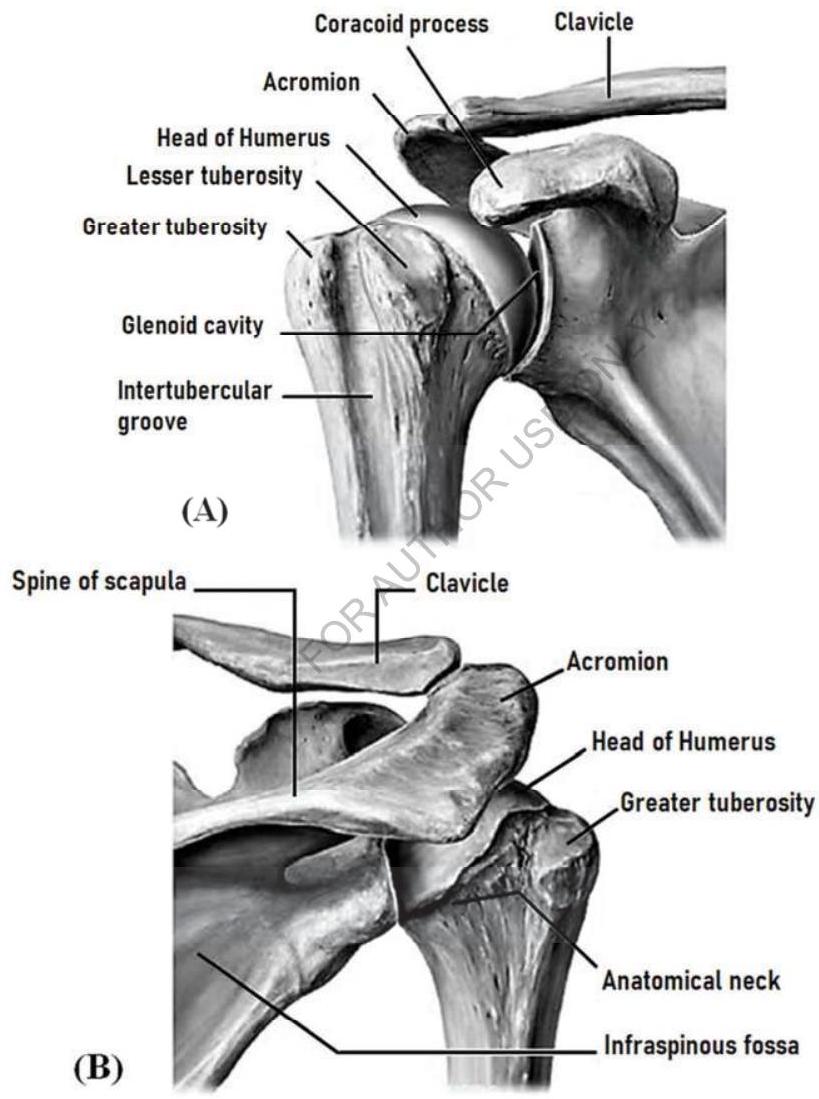 Coracoid process
Clavicle
Acromion
Head of Humerus
Lesser tuberosity
Greater tuberosity
Glenoid cavity
Intertubercular
groove
(A)
FOR AUTHOR USE ONLY
Spine of scapula
Clavicle
Acromion
Head of Humerus
Greater tuberosity
Anatomical neck
Infraspinous fossa
(B)